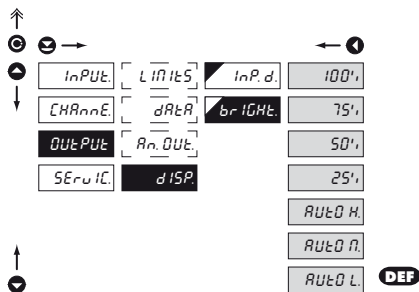 InPUt. LIMItS InP. d. 100%
CHAnnE. dAtA brIGHt. 75%
OUtPUt An. OUt. 50%
SErvIC. dISP. 25%
AUtO H.
AUtO M.
AUtO L. DEF